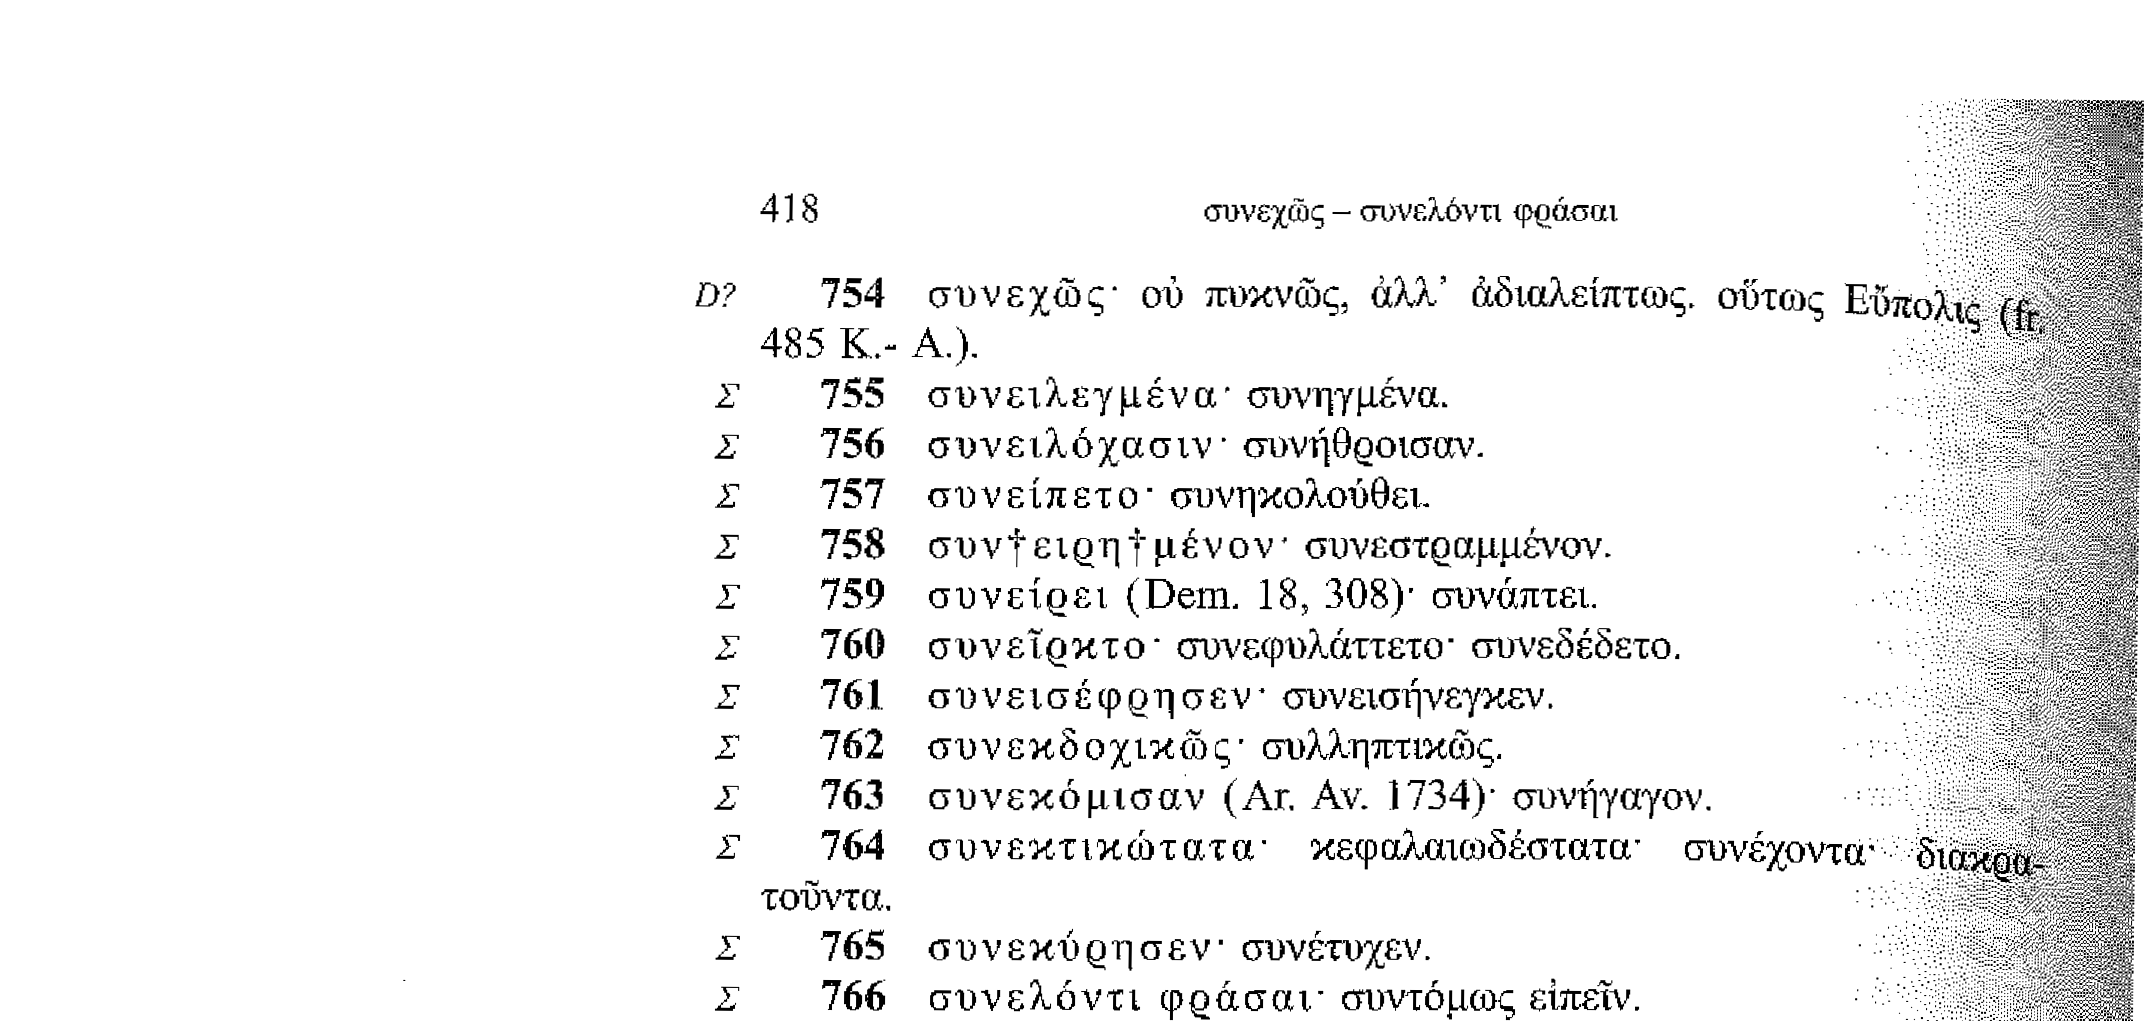 418 συνεχῶς – συνελόντι φράσαι
D? 754 συνεχῶς· οὐ πυκνῶς, ἀλλ’ ἀδιαλείπτως. οὕτως Εὔπολις (fr.
485 K.- A.).
Σ 755 συνειλεγμένα· συνηγμένα.
Σ 756 συνειλόχασιν· συνήθροισαν.
Σ 757 συνείπετο· συνηκολούθει.
Σ 758 συν†ειρη†μένον· συνεστραμμένον.
Σ 759 συνείρει (Dem. 18, 308)· συνάπτει.
Σ 760 συνεῖρκτο· συνεφυλάττετο· συνεδέδετο.
Σ 761 συνεισέφρησεν· συνεισήνεγκεν.
Σ 762 συνεκδοχικῶς· συλληπτικῶς.
Σ 763 συνεκόμισαν (Ar. Av. 1734)· συνήγαγον.
Σ 764 συνεκτικώτατα· κεφαλαιωδέστατα· συνέχοντα· διακρα-
τοῦντα.
Σ 765 συνεκύρησεν· συνέτυχεν.
Σ 766 συνελόντι φράσαι· συντόμως εἰπεῖν.